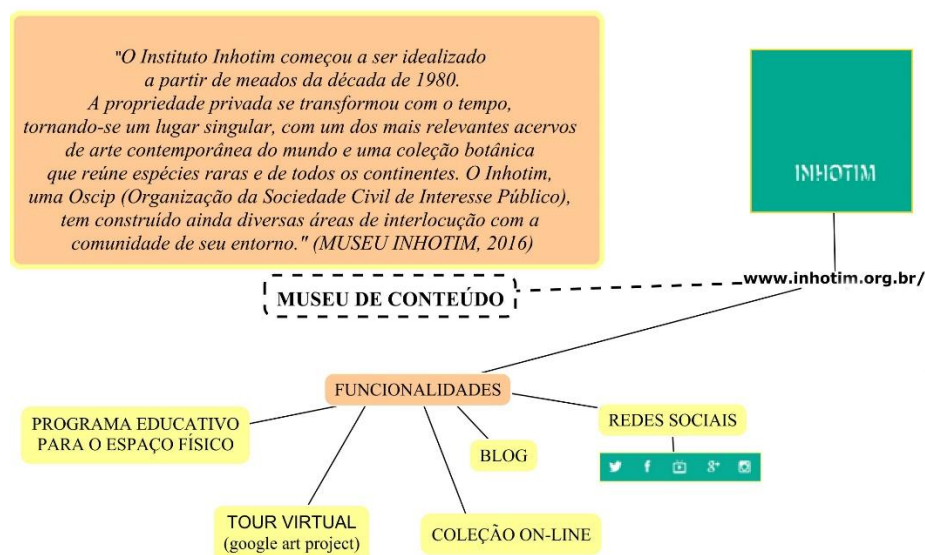 "O Instituto Inhotim começou a ser idealizado
a partir de meados da década de 1980.
A propriedade privada se transformou com o tempo,
tornando-se um lugar singular, com um dos mais relevantes acervos
de arte contemporânea do mundo e uma coleção botânica
que reúne espécies raras e de todos os continentes. O Inhotim,
uma Oscip (Organização da Sociedade Civil de Interesse Público),
tem construído ainda diversas áreas de interlocução com a
comunidade de seu entorno." (MUSEU INHOTIM, 2016)
INHOTIM
www.inhotim.org.br/
MUSEU DE CONTEÚDO
FUNCIONALIDADES
PROGRAMA EDUCATIVO
PARA O ESPAÇO FÍSICO
TOUR VIRTUAL
(google art project)
COLEÇÃO ON-LINE
BLOG
REDES SOCIAIS